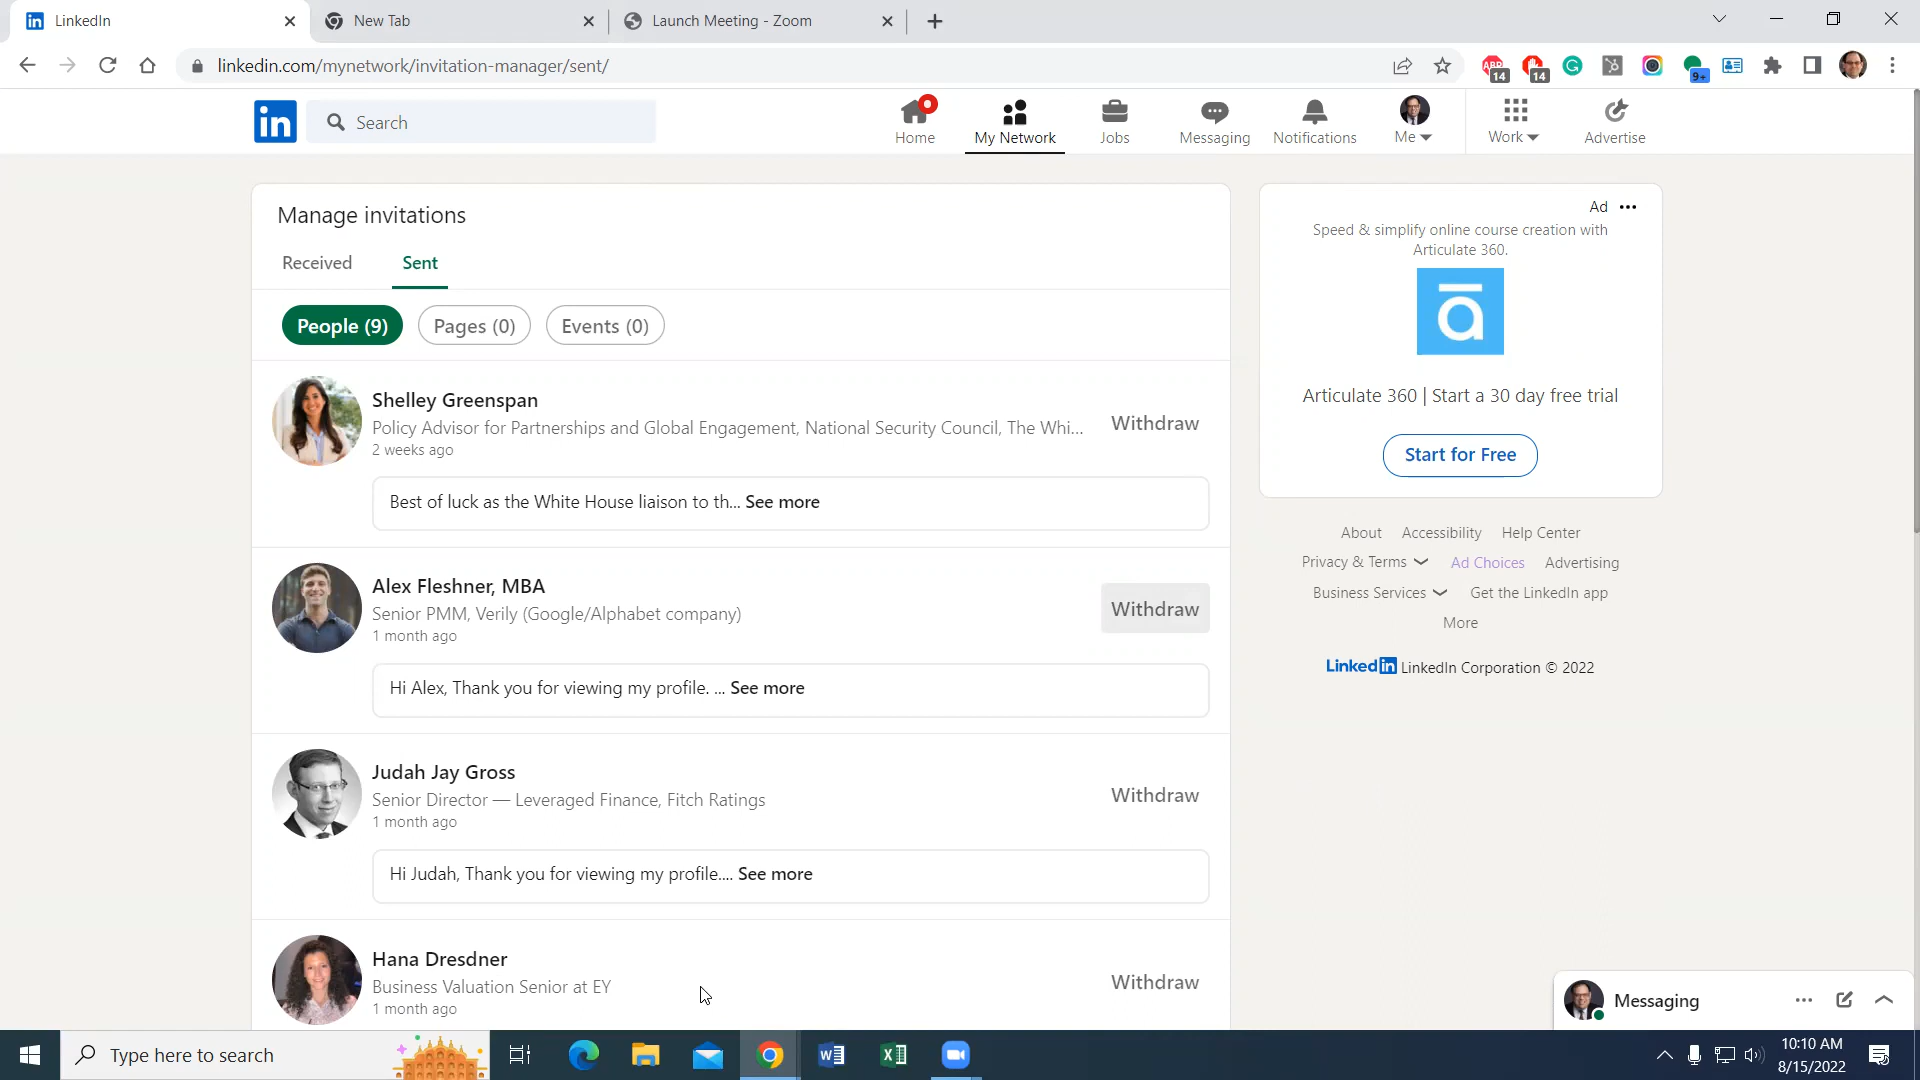 LinkedIn
New Tab
Launch Meeting - Zoom
linkedin.com/mynetwork/invitation-manager/sent/
ABP
14
14
9+
in
Search
Home
My Network
Jobs
Messaging
Notifications
Me
Work
Advertise
Manage invitations
Received
Sent
People (9)
Pages (0)
Events (0)
Shelley Greenspan
Policy Advisor for Partnerships and Global Engagement, National Security Council, The Whi...
2 weeks ago
Withdraw
Best of luck as the White House liaison to th... See more
Alex Fleshner, MBA
Senior PMM, Verily (Google/Alphabet company)
1 month ago
Withdraw
Hi Alex, Thank you for viewing my profile. ... See more
Judah Jay Gross
Senior Director — Leveraged Finance, Fitch Ratings
1 month ago
Withdraw
Hi Judah, Thank you for viewing my profile.... See more
Hana Dresdner
Business Valuation Senior at EY
1 month ago
Withdraw
Ad
Speed & simplify online course creation with
Articulate 360.
Articulate 360 | Start a 30 day free trial
Start for Free
About Accessibility Help Center
Privacy & Terms Ad Choices Advertising
Business Services Get the LinkedIn app
More
LinkedIn LinkedIn Corporation © 2022
Messaging
Type here to search
10:10 AM
8/15/2022